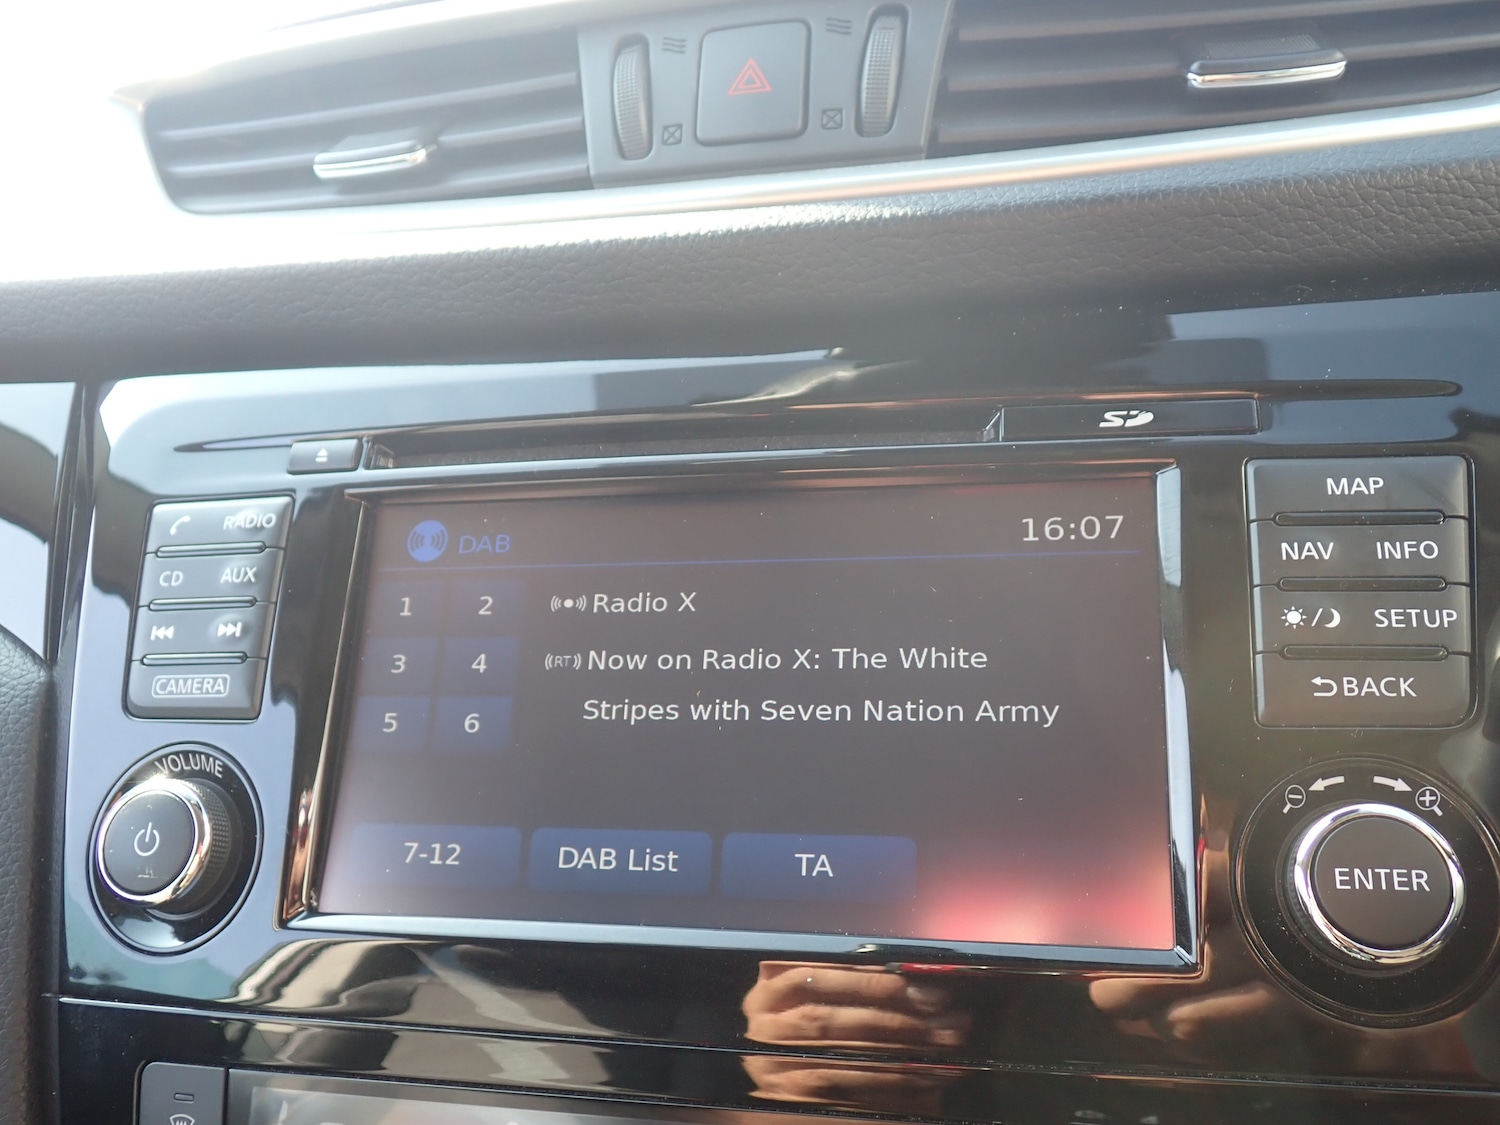 SD
RADIO
CD AUX
CAMERA
VOLUME
DAB 16:07
1 2
Radio X
3 4
(RT) Now on Radio X: The White
Stripes with Seven Nation Army
5 6
7-12 DAB List TA
MAP
NAV INFO
SETUP
BACK
ENTER